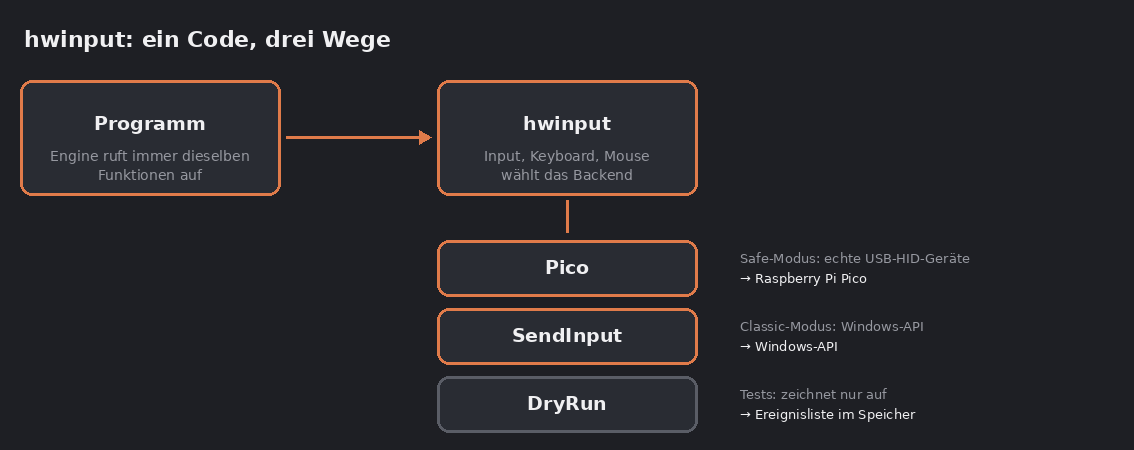 hwinput: ein Code, drei Wege
Programm
Engine ruft immer dieselben
Funktionen auf
hwinput
Input, Keyboard, Mouse
wählt das Backend
Pico
Safe-Modus: echte USB-HID-Geräte
→ Raspberry Pi Pico
SendInput
Classic-Modus: Windows-API
→ Windows-API
DryRun
Tests: zeichnet nur auf
→ Ereignisliste im Speicher